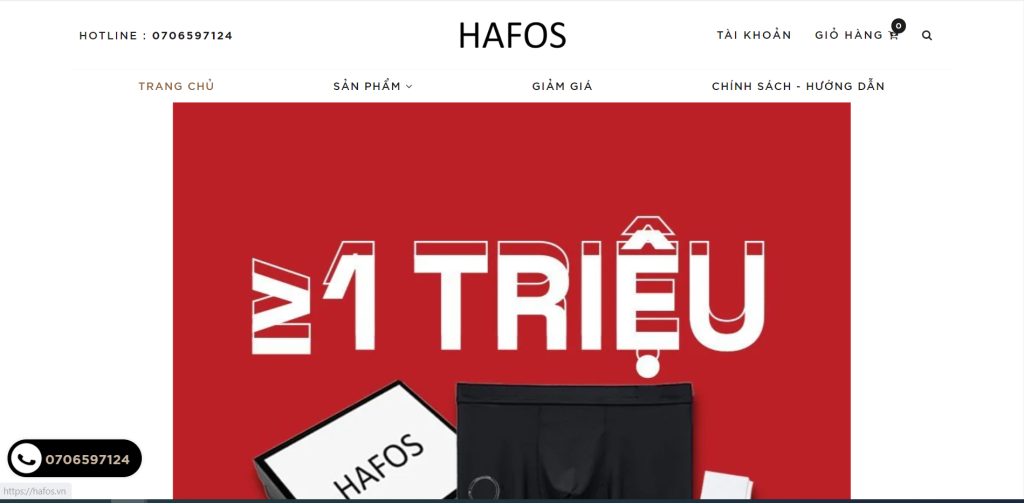 HOTLINE : 0706597124
HAFOS
TÀI KHOẢN
GIỎ HÀNG 0
TRANG CHỦ
SẢN PHẨM
GIẢM GIÁ
CHÍNH SÁCH - HƯỚNG DẪN
≥1 TRIỆU
HAFOS
0706597124
https://hafos.vn